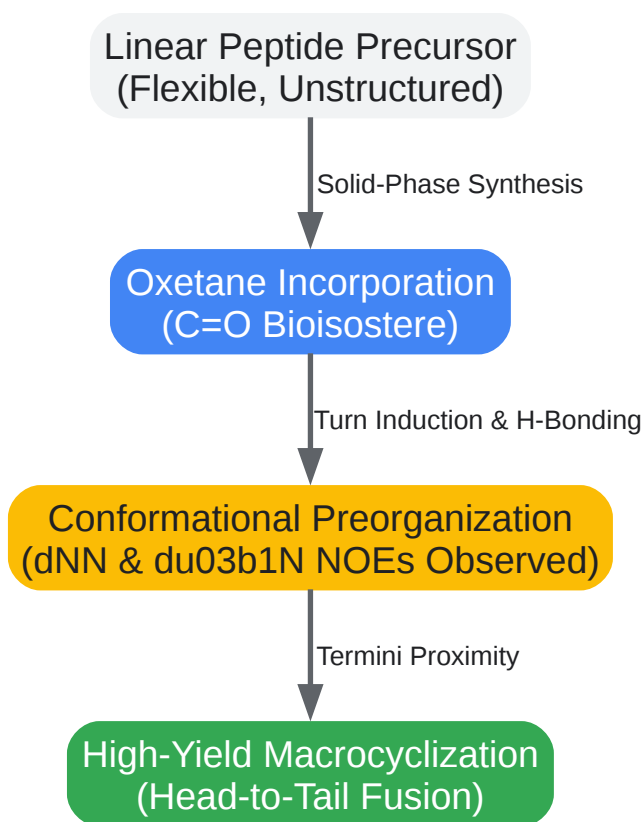 Linear Peptide Precursor
(Flexible, Unstructured)
Solid-Phase Synthesis
Oxetane Incorporation
(C=O Bioisostere)
Turn Induction & H-Bonding
Conformational Preorganization
(dNN & du03b1N NOEs Observed)
Termini Proximity
High-Yield Macrocyclization
(Head-to-Tail Fusion)